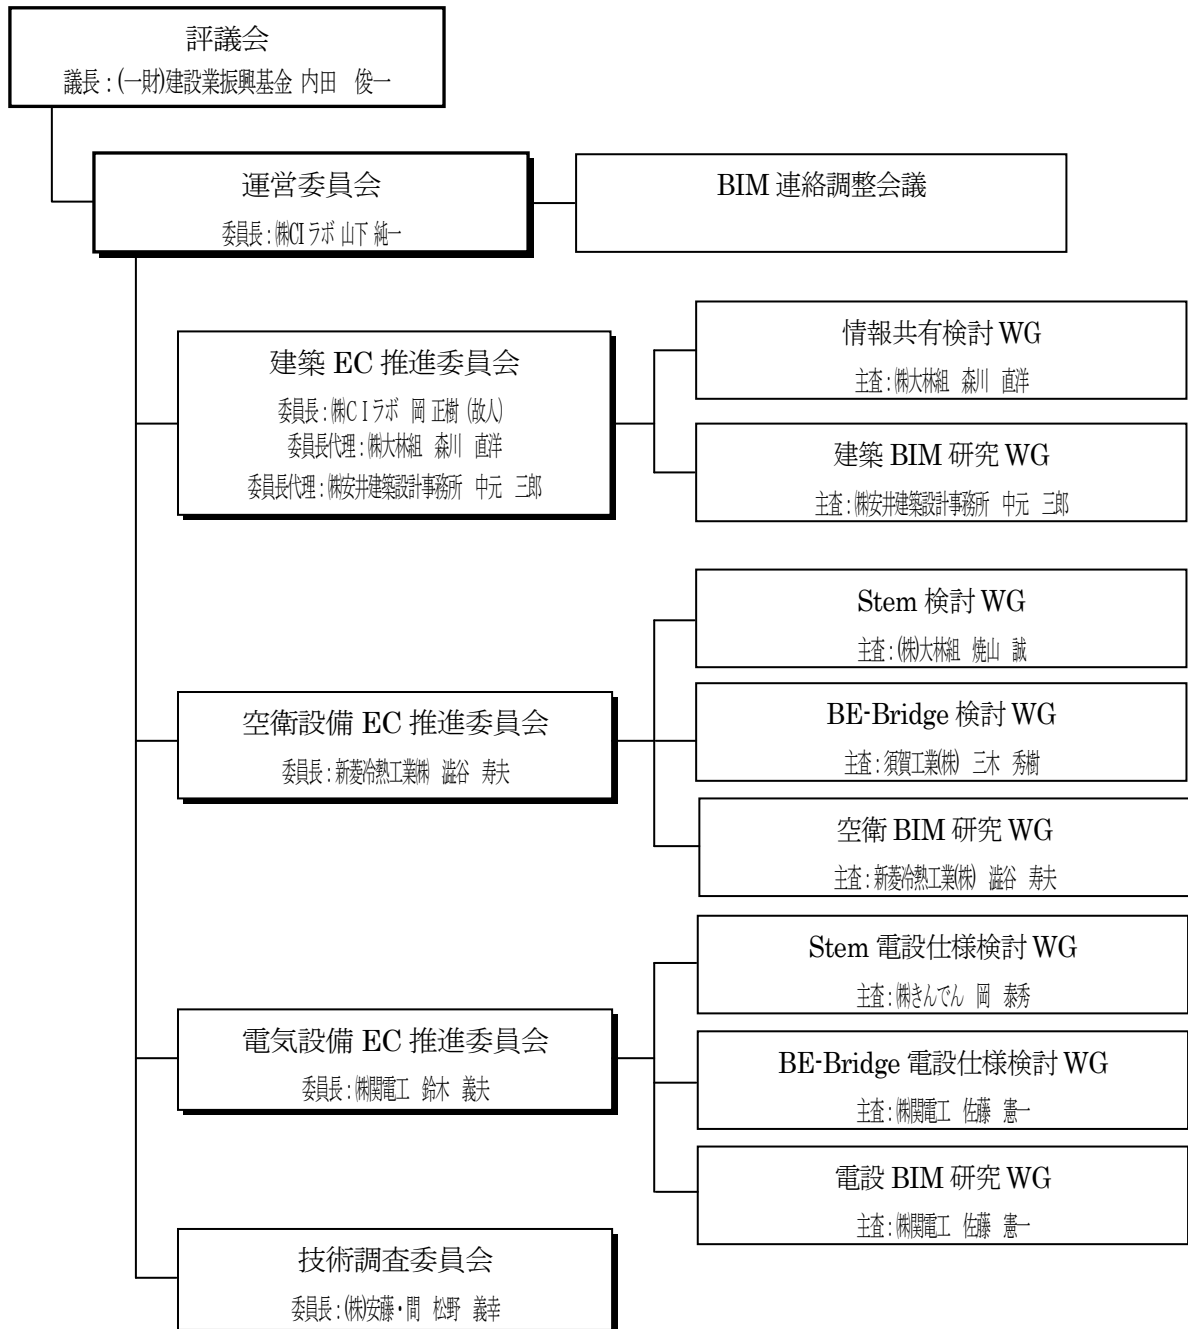 評議会
議長：(一財)建設業振興基金 内田 俊一
運営委員会
委員長：㈱CIラボ 山下 純一
BIM 連絡調整会議
建築 EC 推進委員会
委員長：㈱ＣＩラボ 岡 正樹 (故人)
委員長代理：㈱大林組 森川 直洋
委員長代理：㈱安井建築設計事務所 中元 三郎
情報共有検討 WG
主査：㈱大林組 森川 直洋
建築 BIM 研究 WG
主査：㈱安井建築設計事務所 中元 三郎
空衛設備 EC 推進委員会
委員長：新菱冷熱工業㈱ 澁谷 寿夫
Stem 検討 WG
主査：(株)大林組 焼山 誠
BE-Bridge 検討 WG
主査：須賀工業(株) 三木 秀樹
空衛 BIM 研究 WG
主査：新菱冷熱工業(株) 澁谷 寿夫
電気設備 EC 推進委員会
委員長：㈱関電工 鈴木 義夫
Stem 電設仕様検討 WG
主査：㈱きんでん 岡 泰秀
BE-Bridge 電設仕様検討 WG
主査：㈱関電工 佐藤 憲一
電設 BIM 研究 WG
主査：㈱関電工 佐藤 憲一
技術調査委員会
委員長：(株)安藤・間 松野 義幸